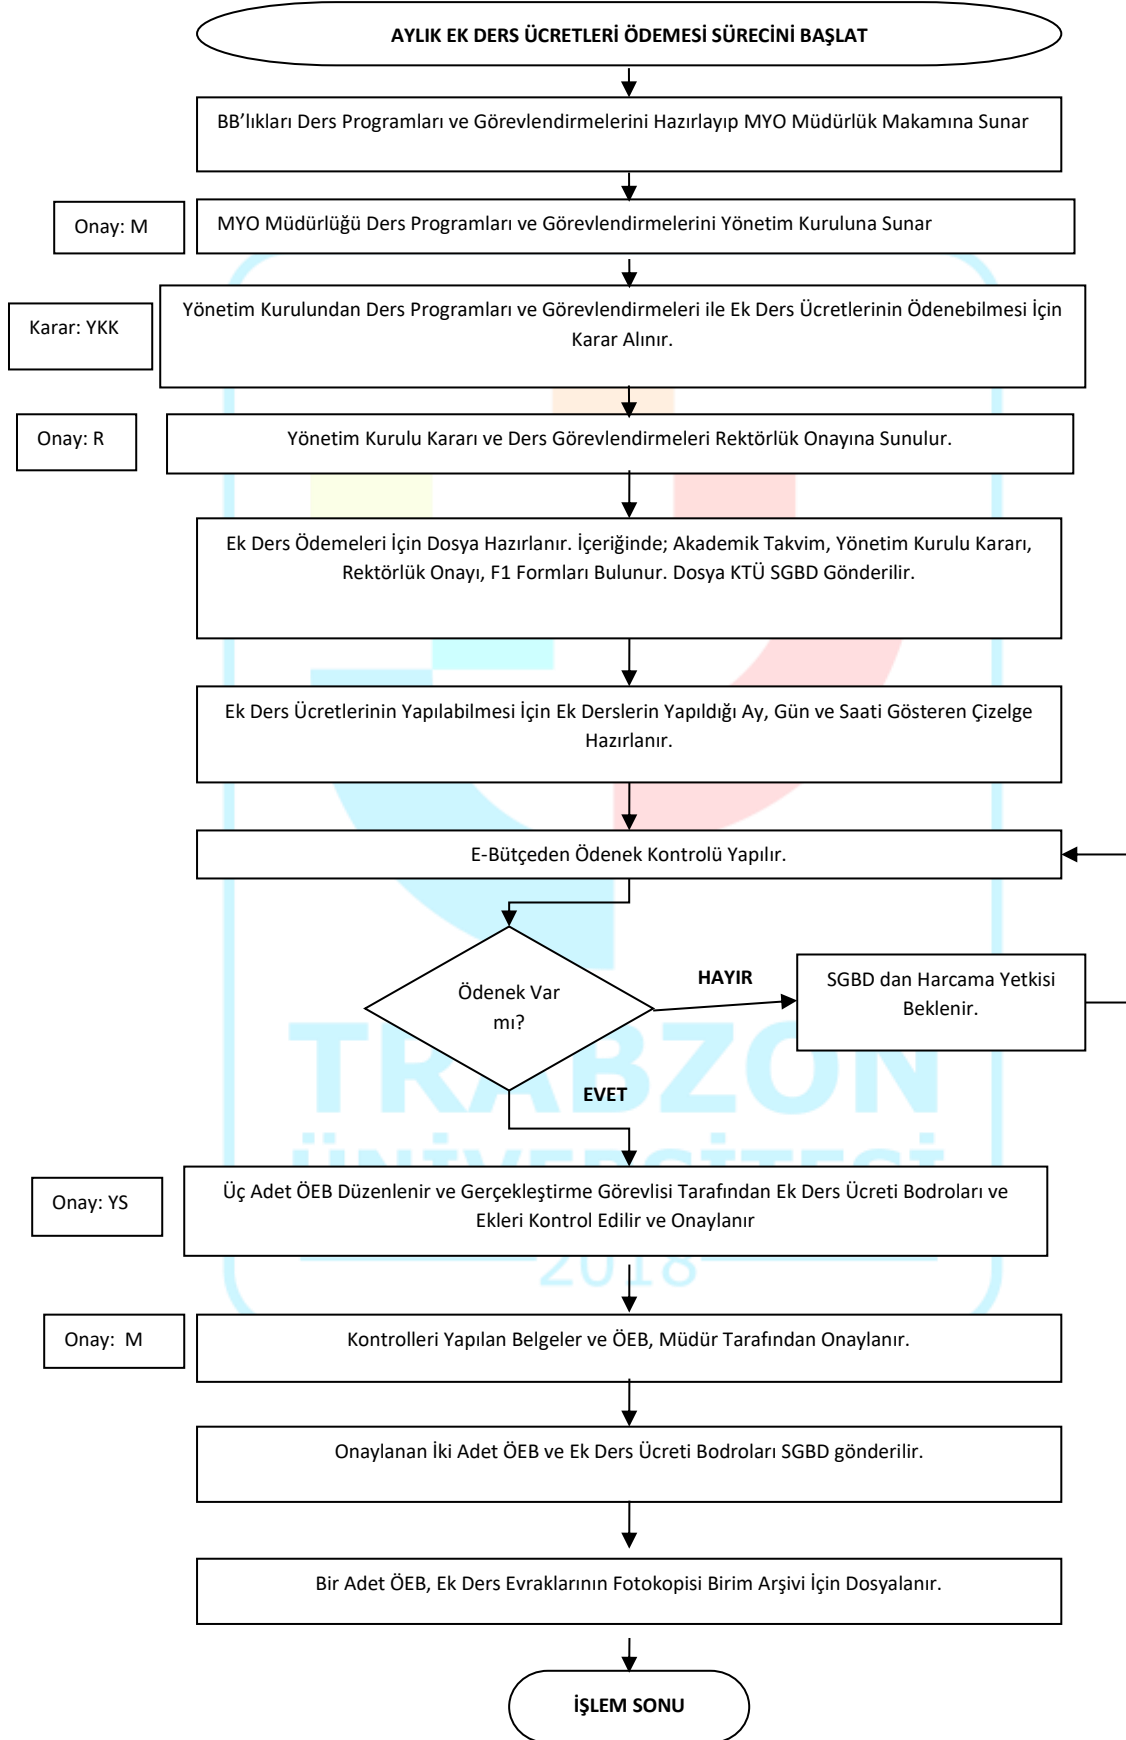 AYLIK EK DERS ÜCRETLERİ ÖDEMESİ SÜRECİNİ BAŞLAT
BB’lıkları Ders Programları ve Görevlendirmelerini Hazırlayıp MYO Müdürlük Makamına Sunar
Onay: M
MYO Müdürlüğü Ders Programları ve Görevlendirmelerini Yönetim Kuruluna Sunar
Karar: YKK
Yönetim Kurulundan Ders Programları ve Görevlendirmeleri ile Ek Ders Ücretlerinin Ödenebilmesi İçin
Karar Alınır.
Onay: R
Yönetim Kurulu Kararı ve Ders Görevlendirmeleri Rektörlük Onayına Sunulur.
Ek Ders Ödemeleri İçin Dosya Hazırlanır. İçeriğinde; Akademik Takvim, Yönetim Kurulu Kararı,
Rektörlük Onayı, F1 Formları Bulunur. Dosya KTÜ SGBD Gönderilir.
Ek Ders Ücretlerinin Yapılabilmesi İçin Ek Derslerin Yapıldığı Ay, Gün ve Saati Gösteren Çizelge
Hazırlanır.
E-Bütçeden Ödenek Kontrolü Yapılır.
Ödenek Var
mı?
HAYIR
SGBD dan Harcama Yetkisi
Beklenir.
EVET
TRABZON
ÜNİVERSİTESİ
Onay: YS
Üç Adet ÖEB Düzenlenir ve Gerçekleştirme Görevlisi Tarafından Ek Ders Ücreti Bodroları ve
Ekleri Kontrol Edilir ve Onaylanır
2018
Onay:  M
Kontrolleri Yapılan Belgeler ve ÖEB, Müdür Tarafından Onaylanır.
Onaylanan İki Adet ÖEB ve Ek Ders Ücreti Bodroları SGBD gönderilir.
Bir Adet ÖEB, Ek Ders Evraklarının Fotokopisi Birim Arşivi İçin Dosyalanır.
İŞLEM SONU